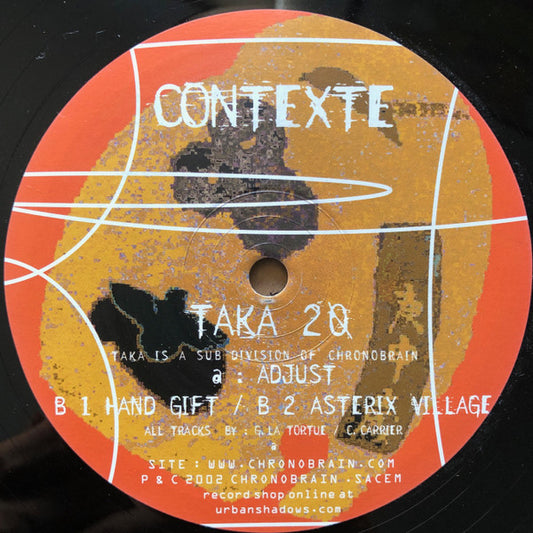 CONTEXTE
TAKA 20
TAKA IS A SUB DIVISION OF CHRONOBRAIN
a : ADJUST
B 1 HAND GIFT / B 2 ASTERIX VILLAGE
ALL TRACKS BY : G. LA TORTUE / C. CARRIER
a
SITE : WWW.CHRONOBRAIN.COM
P & C 2002 CHRONOBRAIN .SACEM
record shop online at
urbanshadows.com